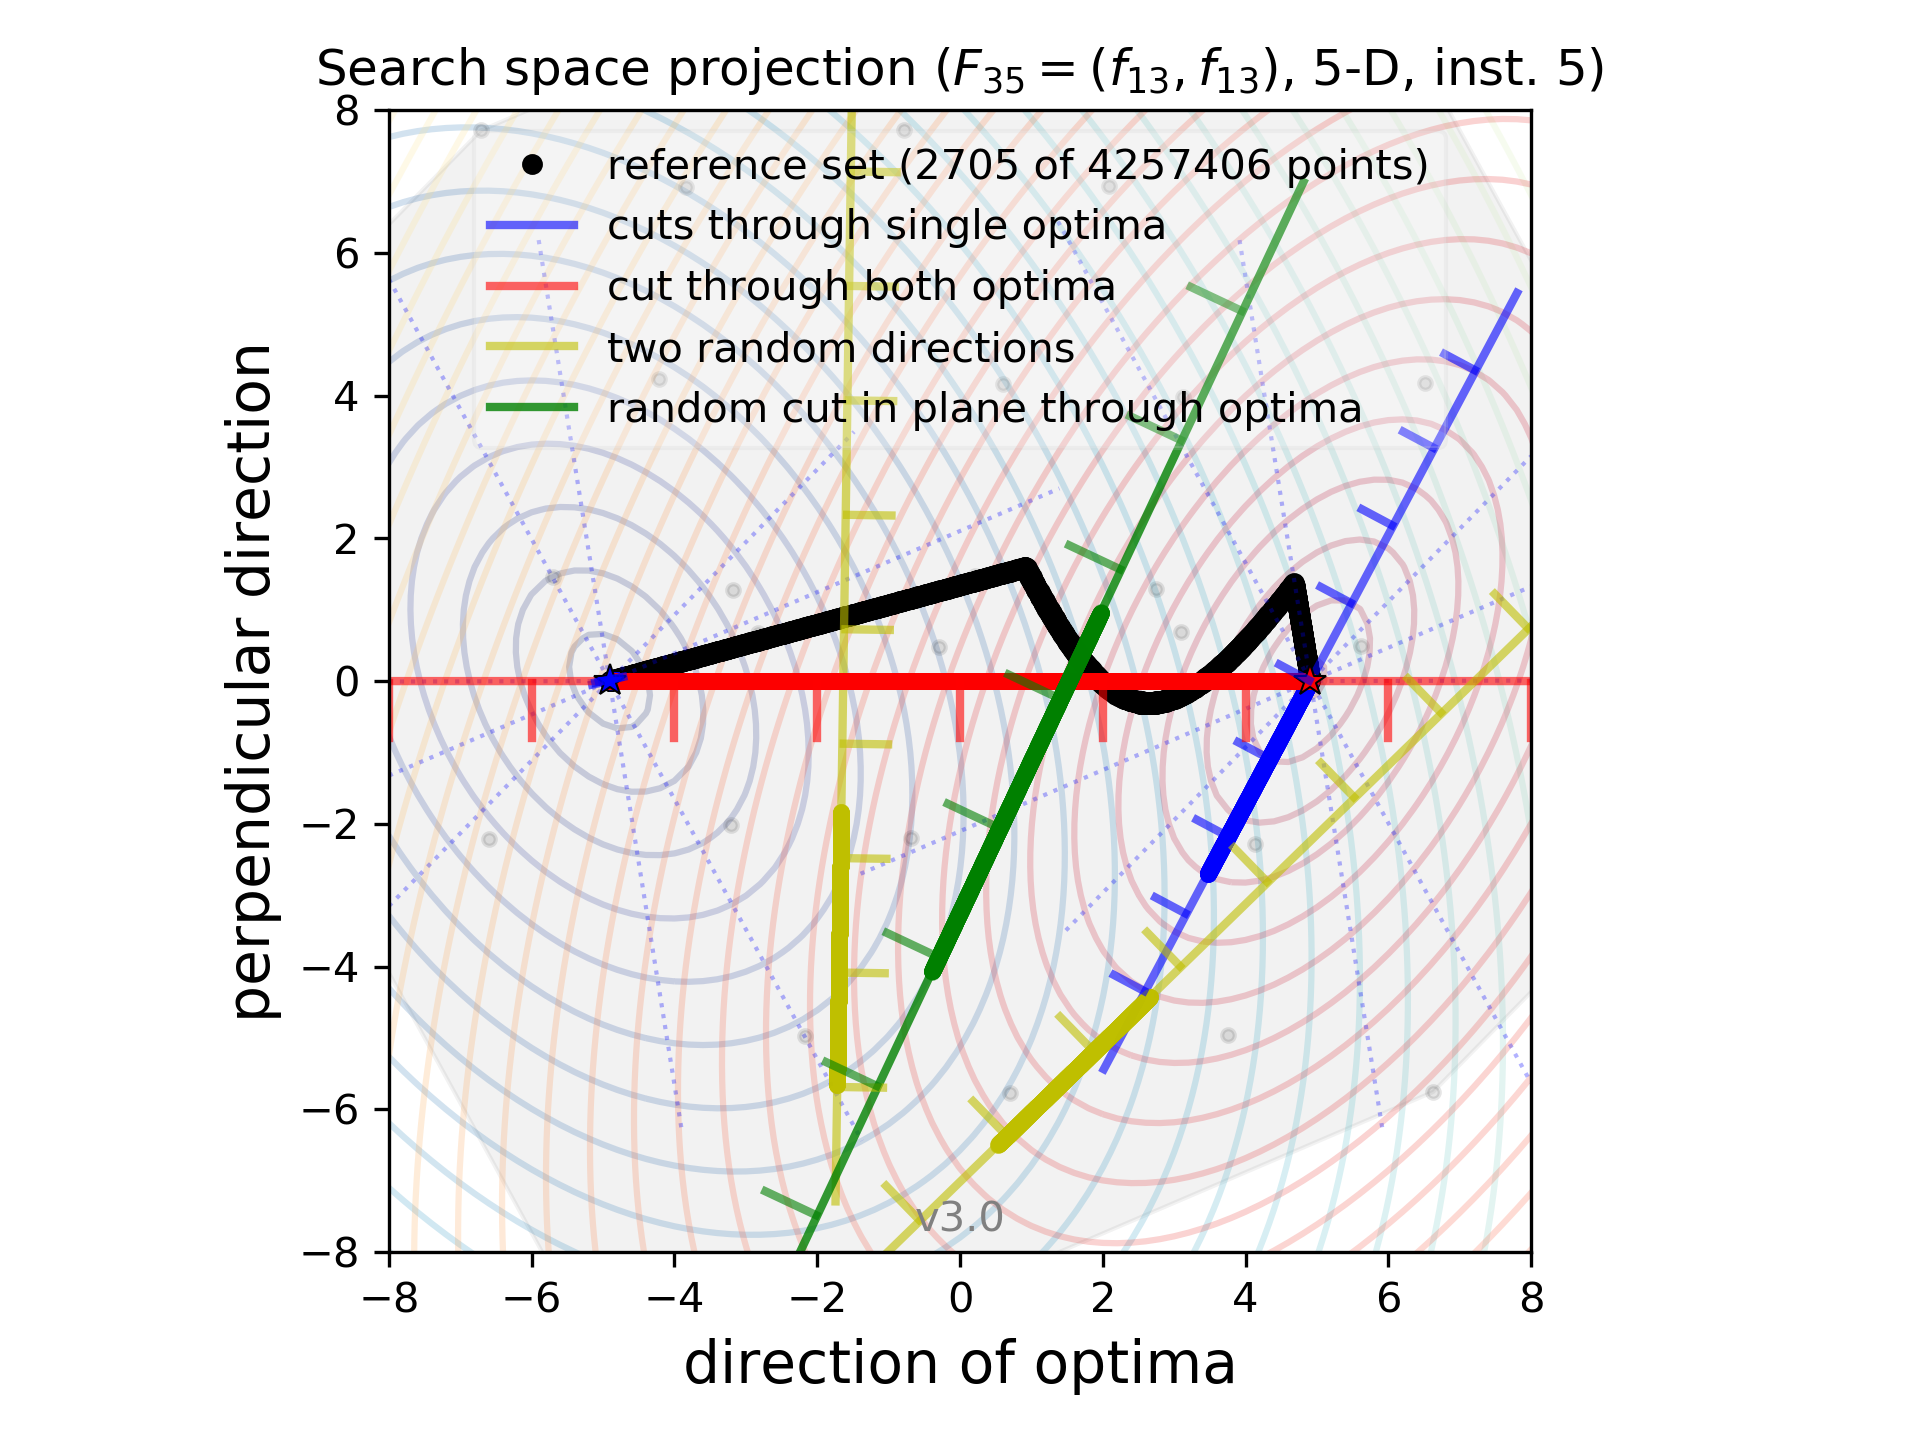 Search space projection (F₃₅ = (f₁₃, f₁₃), 5-D, inst. 5)
reference set (2705 of 4257406 points)
cuts through single optima
cut through both optima
two random directions
random cut in plane through optima
perpendicular direction
8
6
4
2
0
−2
−4
−6
−8
v3.0
−8 −6 −4 −2 0 2 4 6 8
direction of optima